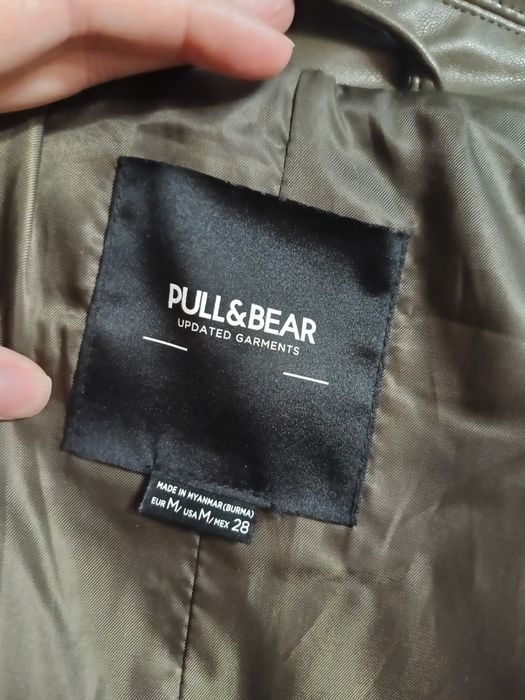 PULL&BEAR
UPDATED GARMENTS
MADE IN MYANMAR (BURMA)
EUR M/ USA M/ MEX 28